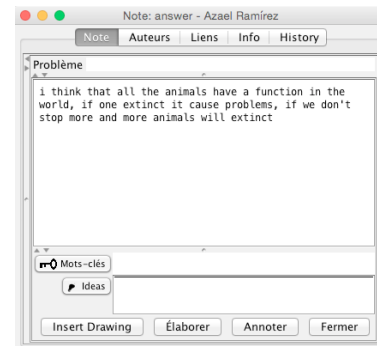 Note: answer - Azael Ramírez
Note Auteurs Liens Info History
Problème
i think that all the animals have a function in the
world, if one extinct it cause problems, if we don't
stop more and more animals will extinct
Mots-clés
Ideas
Insert Drawing Élaborer Annoter Fermer